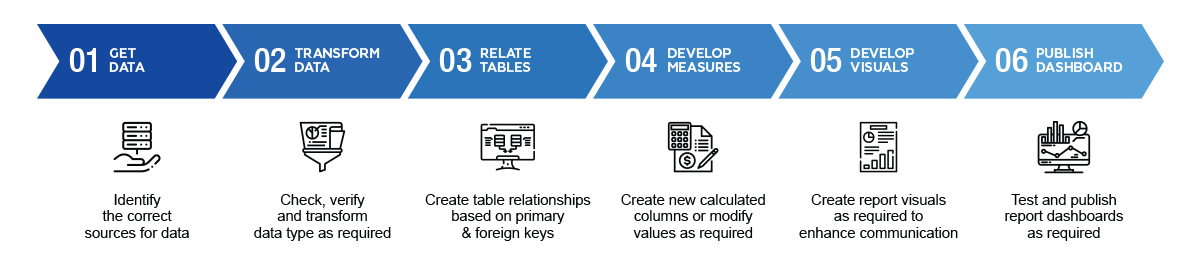 01 GET
DATA
02 TRANSFORM
DATA
03 RELATE
TABLES
04 DEVELOP
MEASURES
05 DEVELOP
VISUALS
06 PUBLISH
DASHBOARD
Identify
the correct
sources for data
Check, verify
and transform
data type as required
Create table relationships
based on primary
& foreign keys
Create new calculated
columns or modify
values as required
Create report visuals
as required to
enhance communication
Test and publish
report dashboards
as required